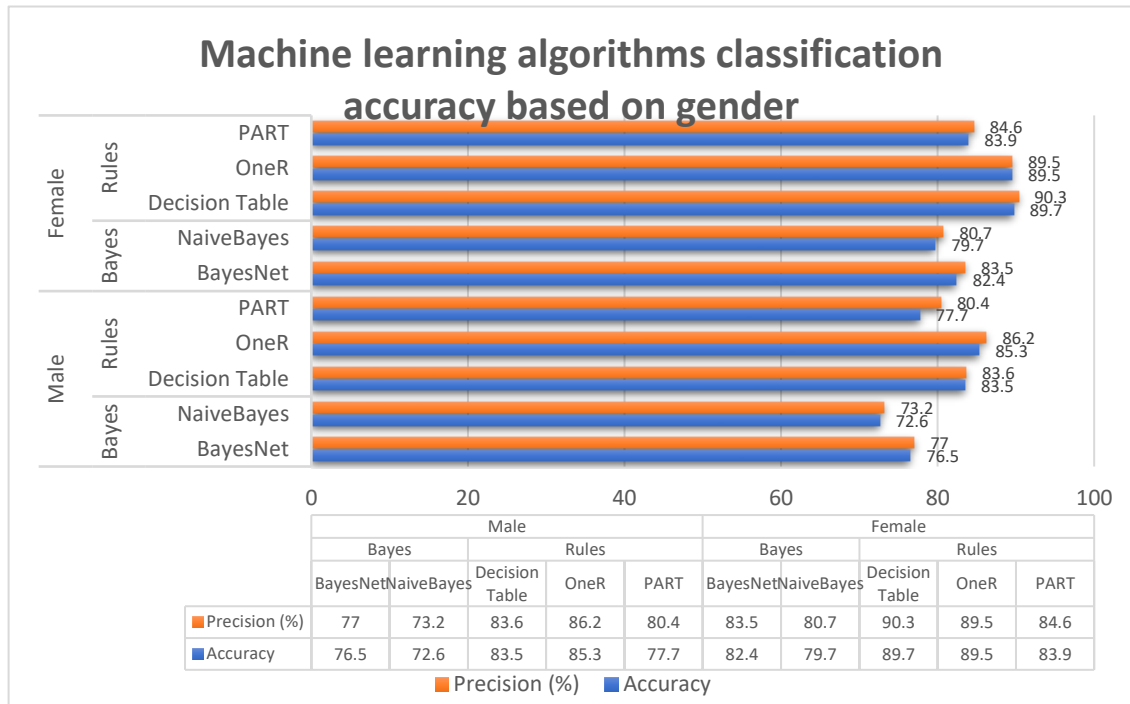 Machine learning algorithms classification
accuracy based on gender
Female
Rules
PART
84.6
83.9
OneR
89.5
89.5
Decision Table
90.3
89.7
Bayes
NaiveBayes
80.7
79.7
BayesNet
83.5
82.4
Male
Rules
PART
80.4
77.7
OneR
86.2
85.3
Decision Table
83.6
83.5
Bayes
NaiveBayes
73.2
72.6
BayesNet
77
76.5
0 20 40 60 80 100
Male Female
Bayes Rules Bayes Rules
BayesNet NaiveBayes Decision Table OneR PART BayesNet NaiveBayes Decision Table OneR PART
Precision (%) 77 73.2 83.6 86.2 80.4 83.5 80.7 90.3 89.5 84.6
Accuracy 76.5 72.6 83.5 85.3 77.7 82.4 79.7 89.7 89.5 83.9
Precision (%) Accuracy